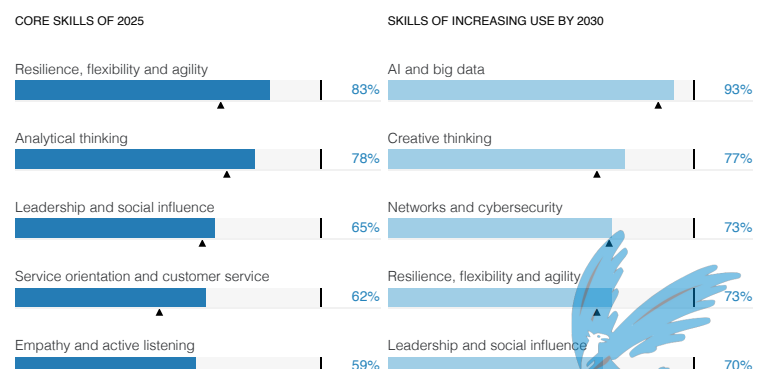 CORE SKILLS OF 2025
Resilience, flexibility and agility
83%
Analytical thinking
78%
Leadership and social influence
65%
Service orientation and customer service
62%
Empathy and active listening
59%
SKILLS OF INCREASING USE BY 2030
AI and big data
93%
Creative thinking
77%
Networks and cybersecurity
73%
Resilience, flexibility and agility
73%
Leadership and social influence
70%